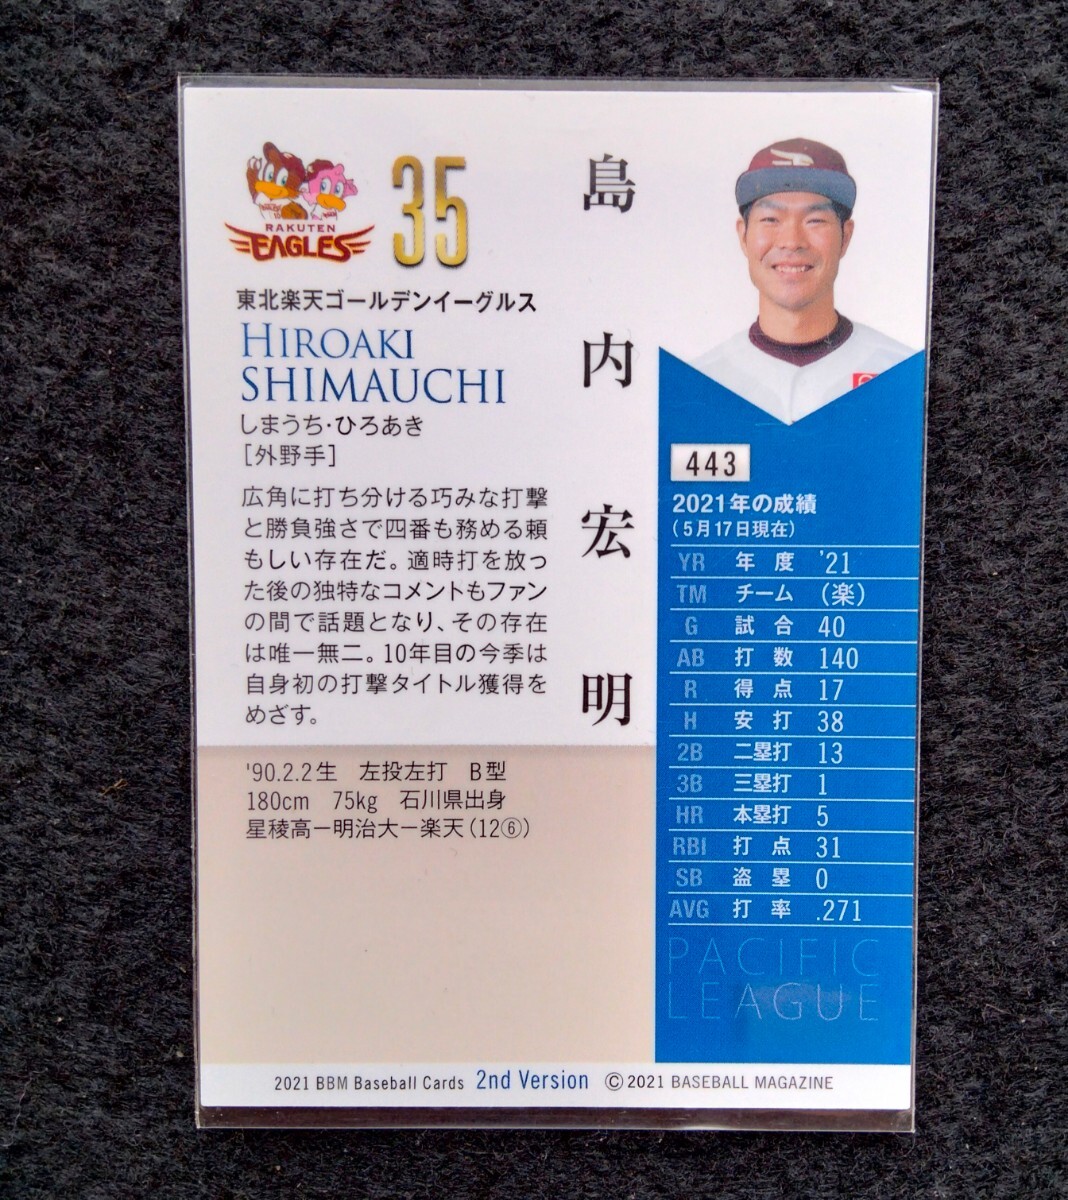 RAKUTEN
EAGLES
35
東北楽天ゴールデンイーグルス
HIROAKI
SHIMAUCHI
しまうち・ひろあき
[外野手]
広角に打ち分ける巧みな打撃
と勝負強さで四番も務める頼
もしい存在だ。適時打を放っ
た後の独特なコメントもファン
の間で話題となり、その存在
は唯一無二。10年目の今季は
自身初の打撃タイトル獲得を
めざす。
'90.2.2生 左投左打 B型
180cm 75kg 石川県出身
星稜高ー明治大ー楽天(12⑥)
島内宏明
443
2021年の成績
(5月17日現在)
YR 年度 '21
TM チーム (楽)
G 試合 40
AB 打数 140
R 得点 17
H 安打 38
2B 二塁打 13
3B 三塁打 1
HR 本塁打 5
RBI 打点 31
SB 盗塁 0
AVG 打率 .271
PACIFIC
LEAGUE
2021 BBM Baseball Cards 2nd Version ©2021 BASEBALL MAGAZINE